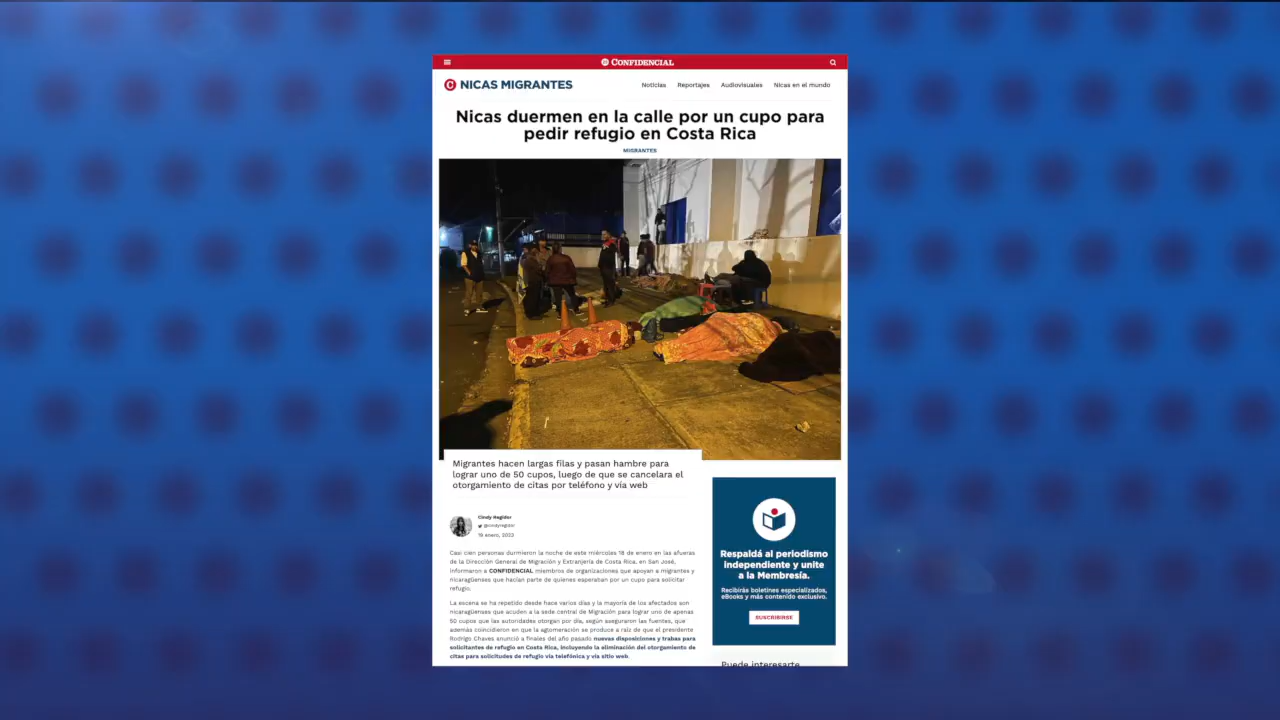 CONFIDENCIAL
NICAS MIGRANTES
Noticias Reportajes Audiovisuales Nicas en el mundo
Nicas duermen en la calle por un cupo para
pedir refugio en Costa Rica
MIGRANTES
Migrantes hacen largas filas y pasan hambre para
lograr uno de 50 cupos, luego de que se cancelara el
otorgamiento de citas por teléfono y vía web
Cindy Regidor
@cindyregidor
19 enero, 2023
Casi cien personas durmieron la noche de este miércoles 18 de enero en las afueras
de la Dirección General de Migración y Extranjería de Costa Rica, en San José,
informaron a CONFIDENCIAL miembros de organizaciones que apoyan a migrantes y
nicaragüenses que hacían parte de quienes esperaban por un cupo para solicitar
refugio.
La escena se ha repetido desde hace varios días y la mayoría de los afectados son
nicaragüenses que acuden a la sede central de Migración para lograr uno de apenas
50 cupos que las autoridades otorgan por día, según aseguraron las fuentes, que
además coincidieron en que la aglomeración se produce a raíz de que el presidente
Rodrigo Chaves anunció a finales del año pasado nuevas disposiciones y trabas para
solicitantes de refugio en Costa Rica, incluyendo la eliminación del otorgamiento de
citas para solicitudes de refugio vía telefónica y vía sitio web.
Respaldá al periodismo
independiente y unite
a la Membresía.
Recibirás boletines especializados,
eBooks y más contenido exclusivo.
SUSCRIBIRSE
Puede interesarte